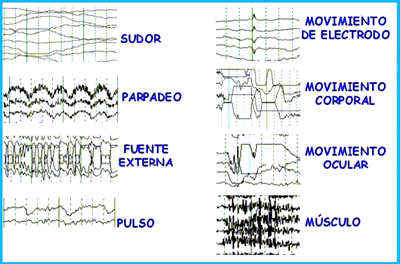 SUDOR
PARPADEO
FUENTE
EXTERNA
PULSO
MOVIMIENTO
DE ELECTRODO
MOVIMIENTO
CORPORAL
MOVIMIENTO
OCULAR
MÚSCULO